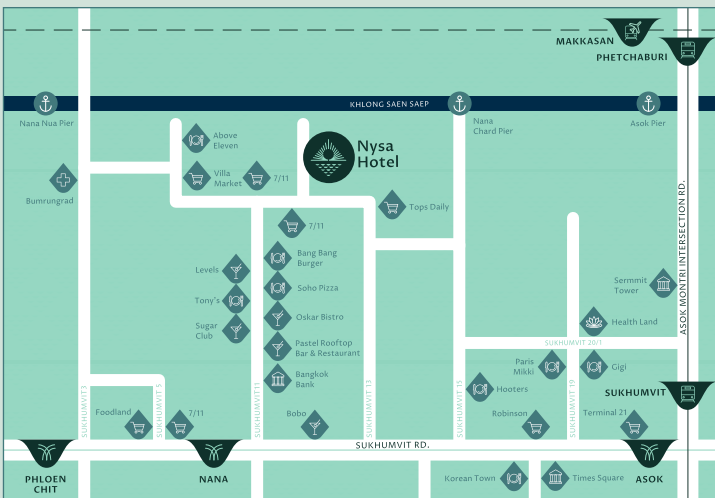 MAKKASAN
PHETCHABURI
KHLONG SAEN SAEP
Nana Nua Pier
Nana
Chard Pier
Asok Pier
Above
Eleven
Nysa
Hotel
Villa
Market
7/11
Bumrungrad
Tops Daily
7/11
ASOK MONTRI INTERSECTION RD.
Bang Bang
Burger
Levels
Soho Pizza
Tony's
Sermmit
Tower
Oskar Bistro
Sugar
Club
Health Land
Pastel Rooftop
Bar & Restaurant
SUKHUMVIT 20/1
Paris
Mikki
Gigi
Bangkok
Bank
Hooters
SUKHUMVIT
SUKHUMVIT 3
SUKHUMVIT 5
SUKHUMVIT 11
SUKHUMVIT 13
SUKHUMVIT 15
SUKHUMVIT 19
Foodland
7/11
Bobo
Robinson
Terminal 21
SUKHUMVIT RD.
PHLOEN
CHIT
NANA
Korean Town
Times Square
ASOK